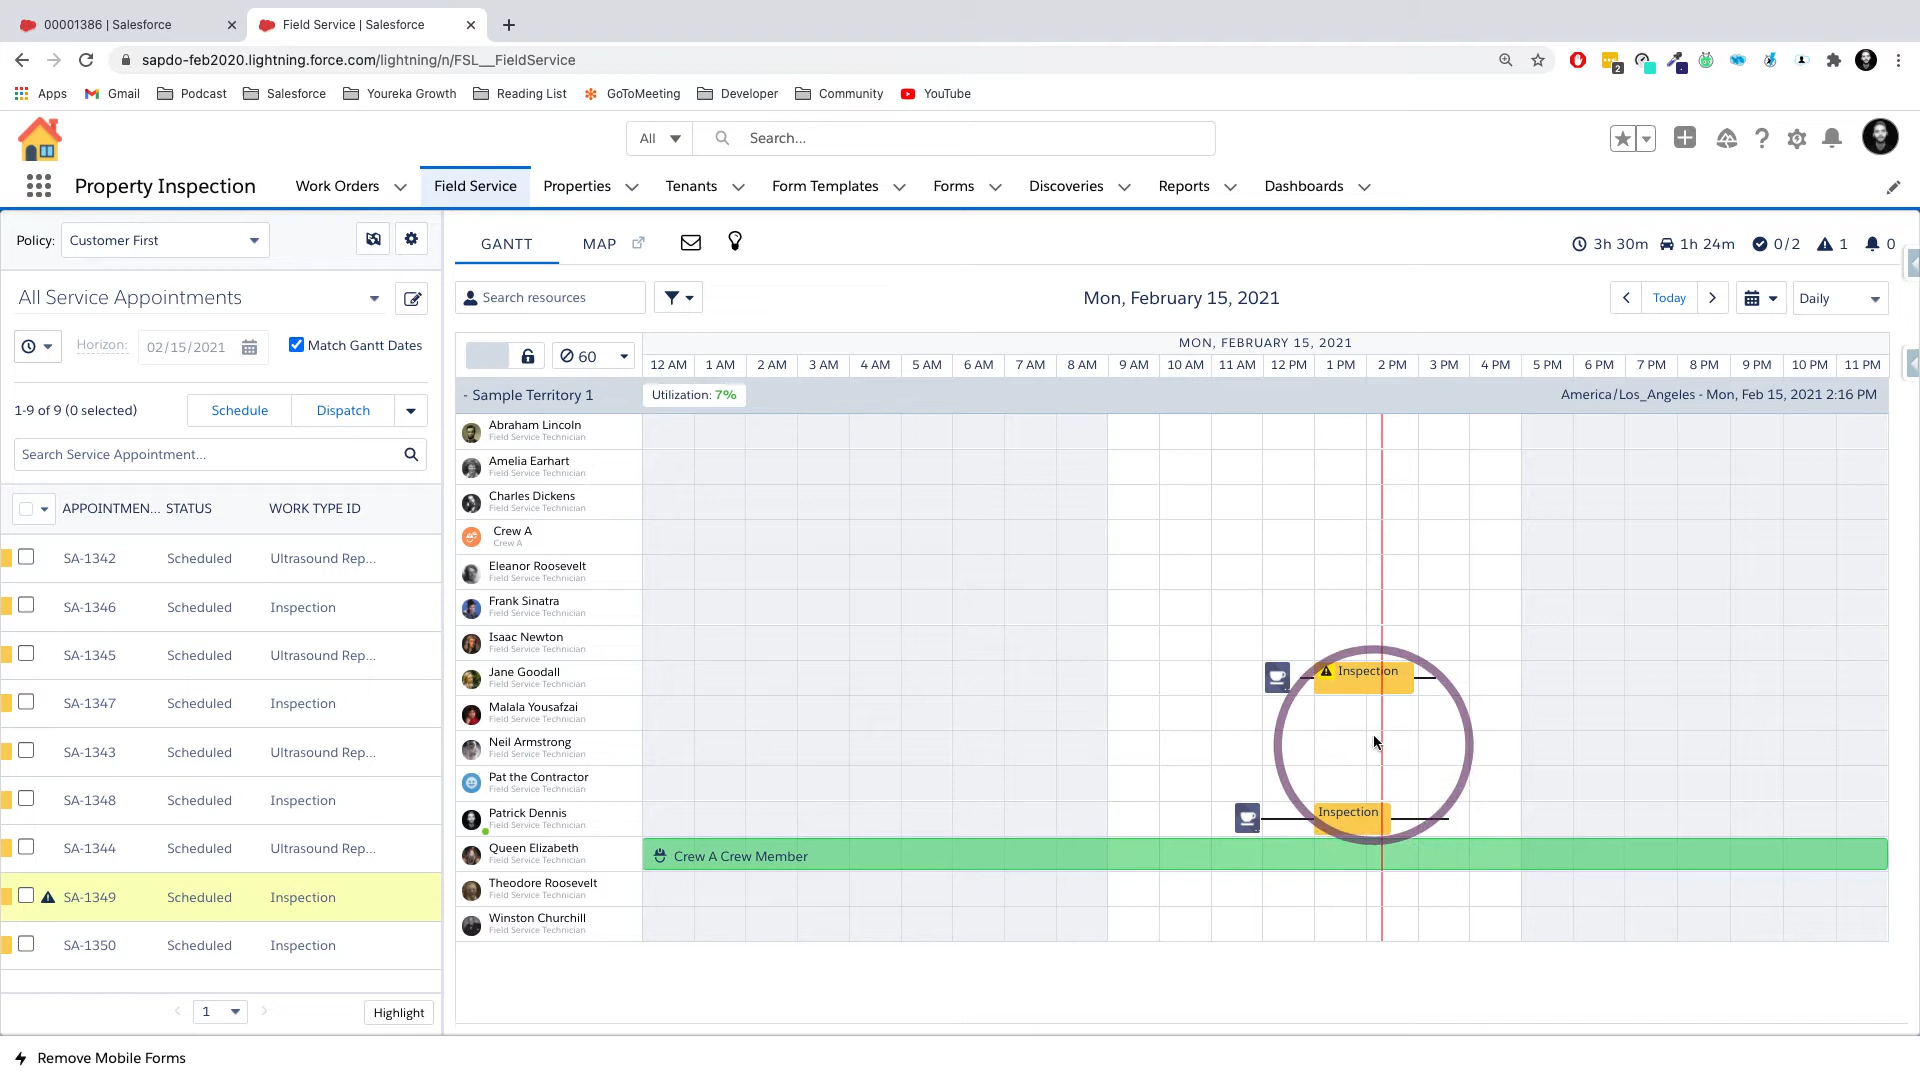 00001386 | Salesforce
Field Service | Salesforce
sapdo-feb2020.lightning.force.com/lightning/n/FSL__FieldService
2
Apps Gmail Podcast Salesforce Youreka Growth Reading List GoToMeeting Developer Community YouTube
All Search...
Property Inspection Work Orders Field Service Properties Tenants Form Templates Forms Discoveries Reports Dashboards
Policy: Customer First
GANTT MAP 3h 30m 1h 24m 0/2 1 0
All Service Appointments
Search resources Mon, February 15, 2021 Today Daily
Horizon: 02/15/2021 Match Gantt Dates
60 MON, FEBRUARY 15, 2021
12 AM 1 AM 2 AM 3 AM 4 AM 5 AM 6 AM 7 AM 8 AM 9 AM 10 AM 11 AM 12 PM 1 PM 2 PM 3 PM 4 PM 5 PM 6 PM 7 PM 8 PM 9 PM 10 PM 11 PM
- Sample Territory 1 Utilization: 7% America/Los_Angeles - Mon, Feb 15, 2021 2:16 PM
1-9 of 9 (0 selected) Schedule Dispatch
Search Service Appointment...
APPOINTMEN... STATUS WORK TYPE ID
SA-1342 Scheduled Ultrasound Rep...
SA-1346 Scheduled Inspection
SA-1345 Scheduled Ultrasound Rep...
SA-1347 Scheduled Inspection
SA-1343 Scheduled Ultrasound Rep...
SA-1348 Scheduled Inspection
SA-1344 Scheduled Ultrasound Rep...
SA-1349 Scheduled Inspection
SA-1350 Scheduled Inspection
1 Highlight
Abraham Lincoln
Field Service Technician
Amelia Earhart
Field Service Technician
Charles Dickens
Field Service Technician
Crew A
Crew A
Eleanor Roosevelt
Field Service Technician
Frank Sinatra
Field Service Technician
Isaac Newton
Field Service Technician
Jane Goodall
Field Service Technician
Inspection
Malala Yousafzai
Field Service Technician
Neil Armstrong
Field Service Technician
Pat the Contractor
Field Service Technician
Patrick Dennis
Field Service Technician
Inspection
Queen Elizabeth
Field Service Technician
Crew A Crew Member
Theodore Roosevelt
Field Service Technician
Winston Churchill
Field Service Technician
Remove Mobile Forms